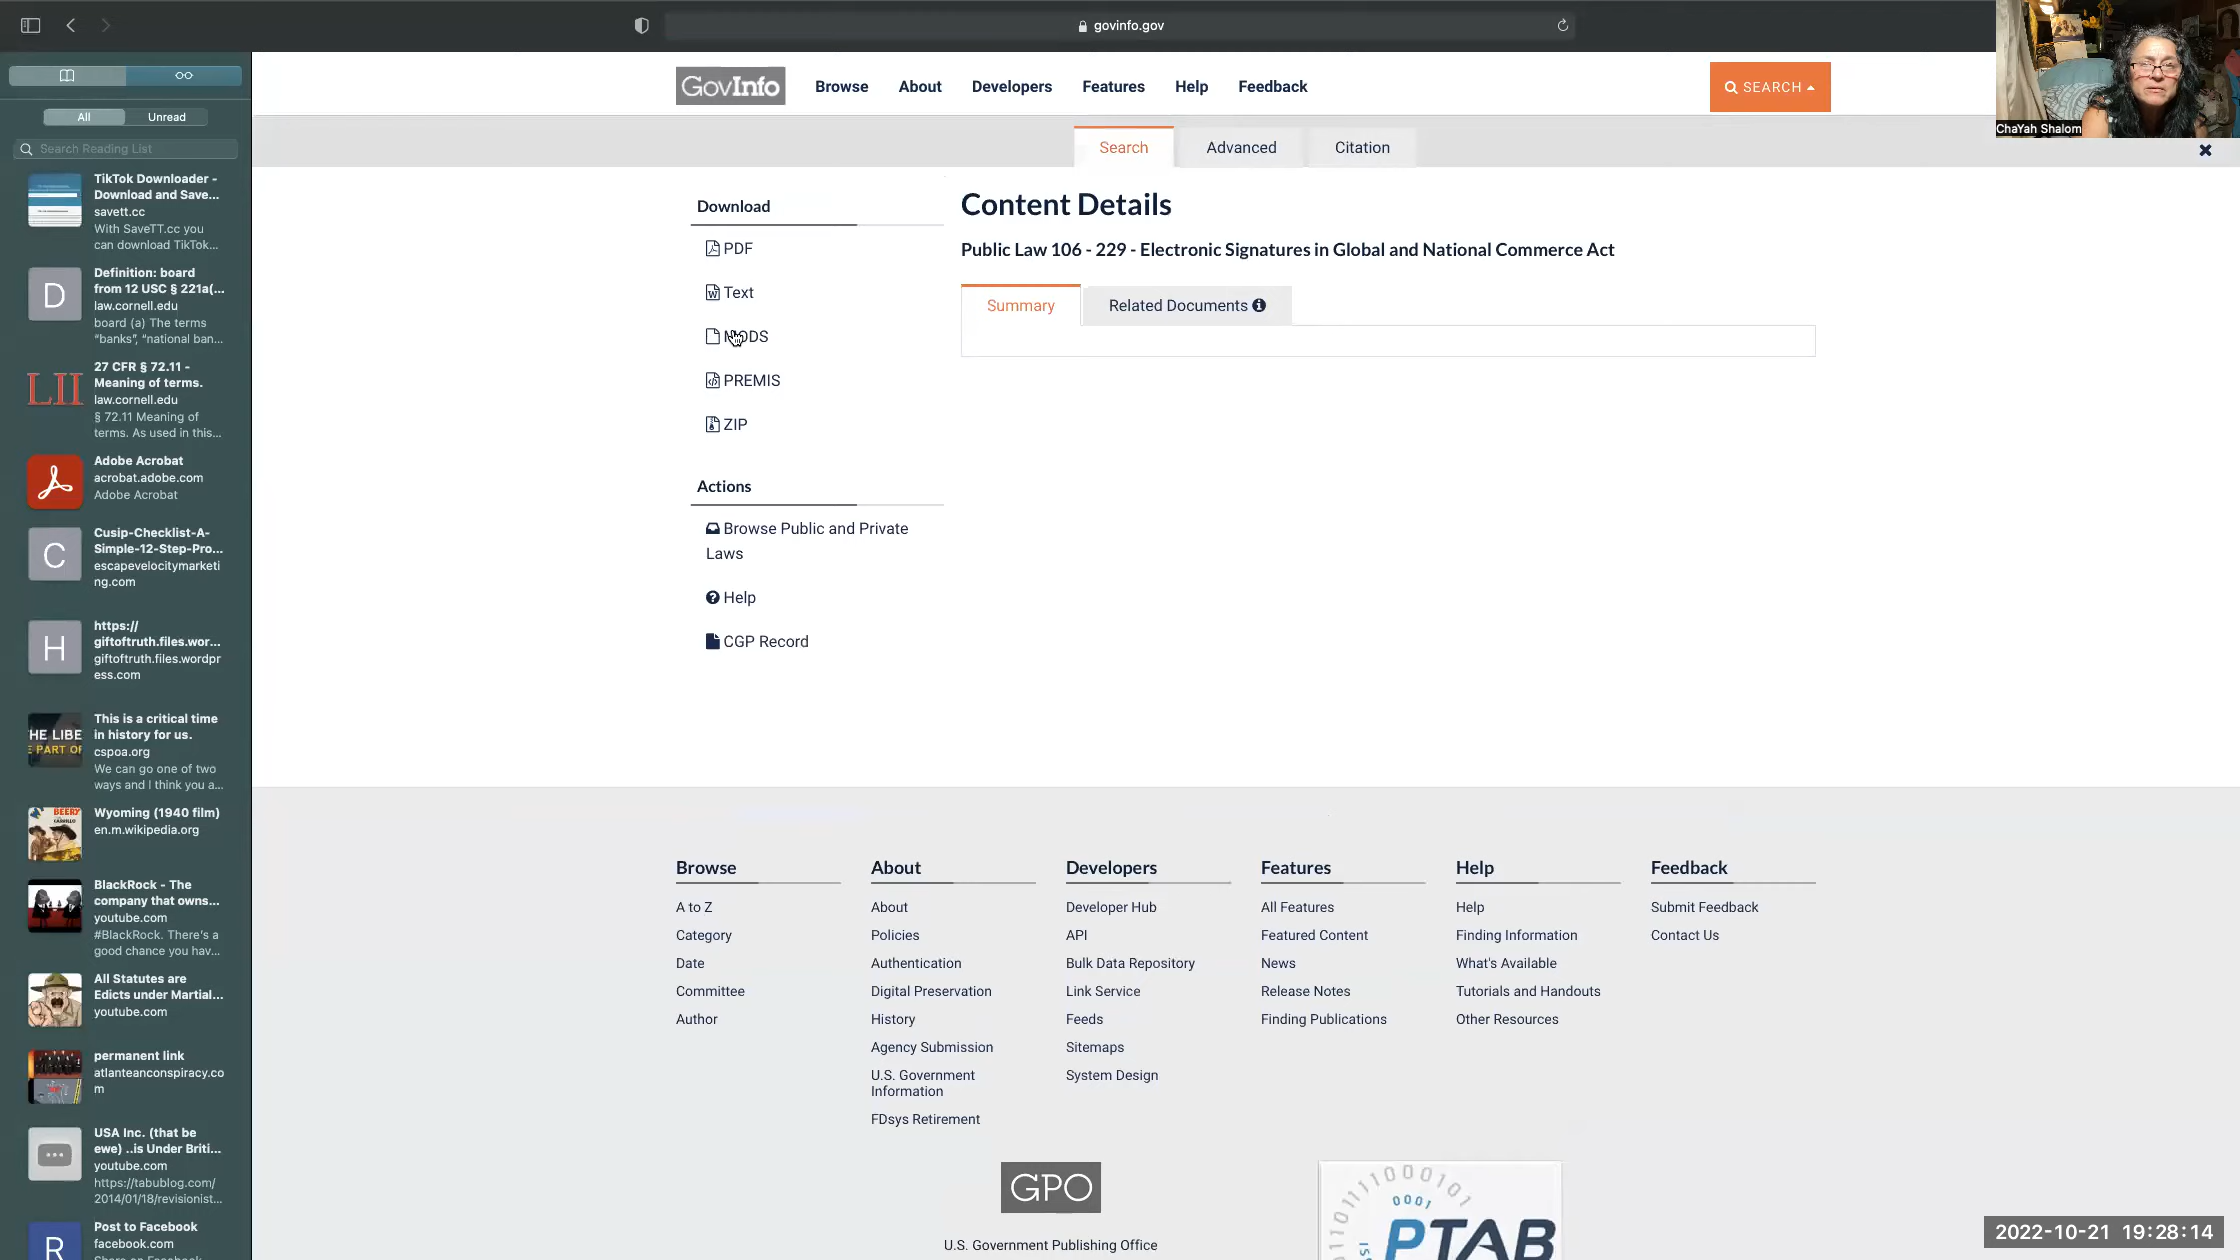 govinfo.gov
GovInfo
Browse
About
Developers
Features
Help
Feedback
SEARCH
ChaYah Shalom
All
Unread
Search Reading List
Search
Advanced
Citation
TikTok Downloader -
Download and Save...
savett.cc
With SaveTT.cc you
can download TikTok...
Definition: board
from 12 USC § 221a(...
law.cornell.edu
board (a) The terms
“banks”, “national ban...
27 CFR § 72.11 -
Meaning of terms.
law.cornell.edu
§ 72.11 Meaning of
terms. As used in this...
Adobe Acrobat
acrobat.adobe.com
Adobe Acrobat
Cusip-Checklist-A-
Simple-12-Step-Pro...
escapevelocitymarketi
ng.com
https://
giftoftruth.files.wor...
giftoftruth.files.wordpr
ess.com
This is a critical time
in history for us.
cspoa.org
We can go one of two
ways and I think you a...
Wyoming (1940 film)
en.m.wikipedia.org
BlackRock - The
company that owns...
youtube.com
#BlackRock. There's a
good chance you hav...
All Statutes are
Edicts under Martial...
youtube.com
permanent link
atlanteanconspiracy.co
m
USA Inc. (that be
ewe) ..is Under Briti...
youtube.com
https://tabublog.com/
2014/01/18/revisionist...
Post to Facebook
facebook.com
D
LII
C
H
HE LIBE
E PART OF
BEERY
R
Download
PDF
Text
MODS
PREMIS
ZIP
Actions
Browse Public and Private
Laws
Help
CGP Record
Content Details
Public Law 106 - 229 - Electronic Signatures in Global and National Commerce Act
Summary
Related Documents
Browse
A to Z
Category
Date
Committee
Author
About
About
Policies
Authentication
Digital Preservation
History
Agency Submission
U.S. Government
Information
FDsys Retirement
Developers
Developer Hub
API
Bulk Data Repository
Link Service
Feeds
Sitemaps
System Design
Features
All Features
Featured Content
News
Release Notes
Finding Publications
Help
Help
Finding Information
What's Available
Tutorials and Handouts
Other Resources
Feedback
Submit Feedback
Contact Us
GPO
U.S. Government Publishing Office
0001
PTAB
2022-10-21 19:28:14